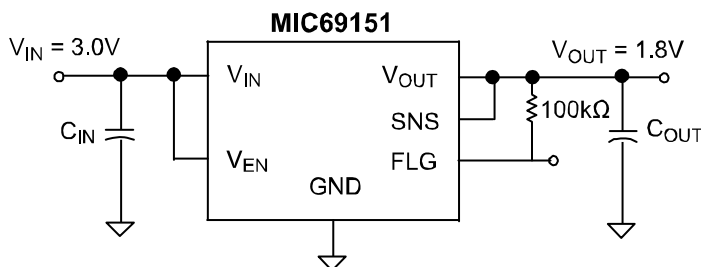 MIC69151
V_IN = 3.0V
V_OUT = 1.8V
V_IN
V_OUT
C_IN
SNS
100kΩ
C_OUT
V_EN
FLG
GND